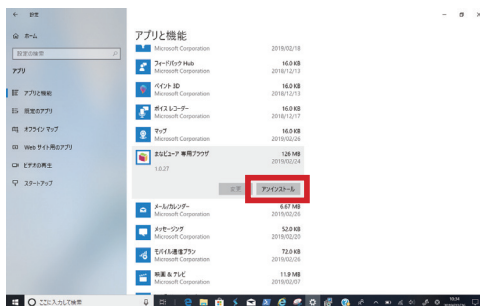 ← 設定
ホーム
設定の検索
アプリ
アプリと機能
既定のアプリ
オフライン マップ
Web サイト用のアプリ
ビデオの再生
スタートアップ
アプリと機能
Microsoft Corporation 2019/02/18
フィードバック Hub 16.0 KB
Microsoft Corporation 2018/12/13
ペイント 3D 16.0 KB
Microsoft Corporation 2018/12/13
ボイス レコーダー 16.0 KB
Microsoft Corporation 2018/12/17
マップ 16.0 KB
Microsoft Corporation 2019/02/26
まなビューア 専用ブラウザ 126 MB
2019/02/24
1.0.27
変更 アンインストール
メール/カレンダー 6.67 MB
Microsoft Corporation 2019/02/26
メッセージング 52.0 KB
Microsoft Corporation 2019/02/20
モバイル通信プラン 72.0 KB
Microsoft Corporation 2019/02/26
映画 & テレビ 11.9 MB
Microsoft Corporation 2019/02/07
ここに入力して検索
10:34